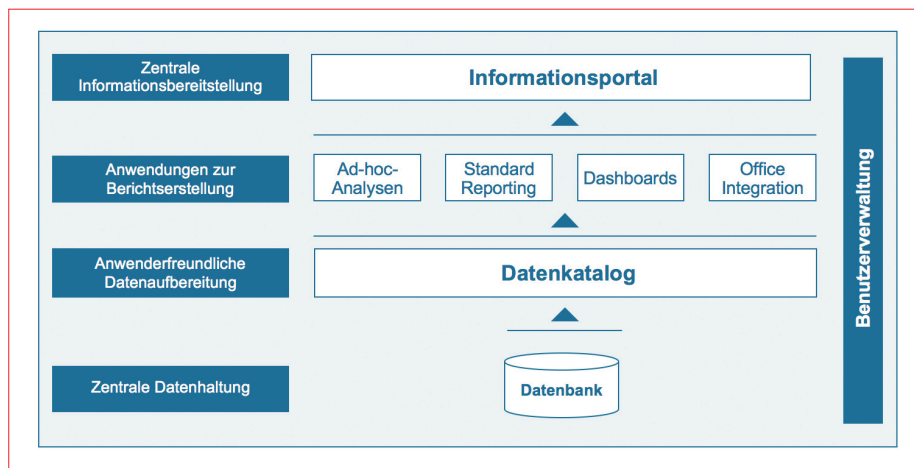 Zentrale
Informationsbereitstellung
Informationsportal
Anwendungen zur
Berichtserstellung
Ad-hoc-
Analysen
Standard
Reporting
Dashboards
Office
Integration
Anwenderfreundliche
Datenaufbereitung
Datenkatalog
Zentrale Datenhaltung
Datenbank
Benutzerverwaltung